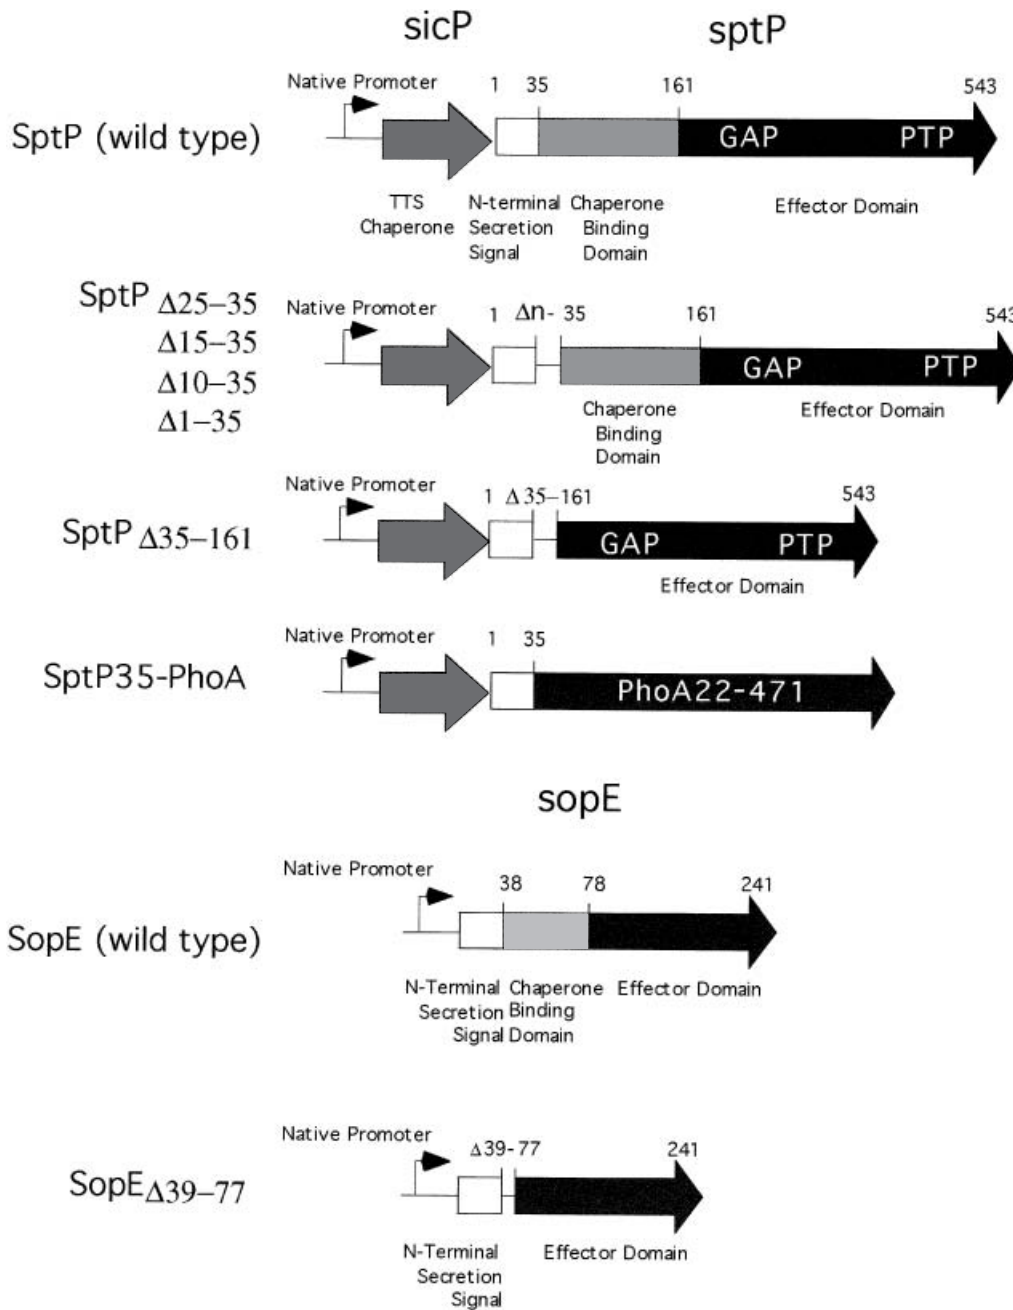 sicP sptP
Native Promoter 1 35 161 543
SptP (wild type) GAP PTP
TTS N-terminal Chaperone Effector Domain
Chaperone Secretion Binding
Signal Domain
SptP Δ25–35 Native Promoter 1 Δn- 35 161 543
Δ15–35
Δ10–35 GAP PTP
Δ1–35 Chaperone Effector Domain
Binding
Domain
Native Promoter 1 Δ 35–161 543
SptP Δ35–161 GAP PTP
Effector Domain
Native Promoter 1 35
SptP35-PhoA PhoA22-471
sopE
Native Promoter 38 78 241
SopE (wild type)
N-Terminal Chaperone Effector Domain
Secretion Binding
Signal Domain
Native Promoter Δ39-77 241
SopEΔ39–77
N-Terminal Effector Domain
Secretion
Signal